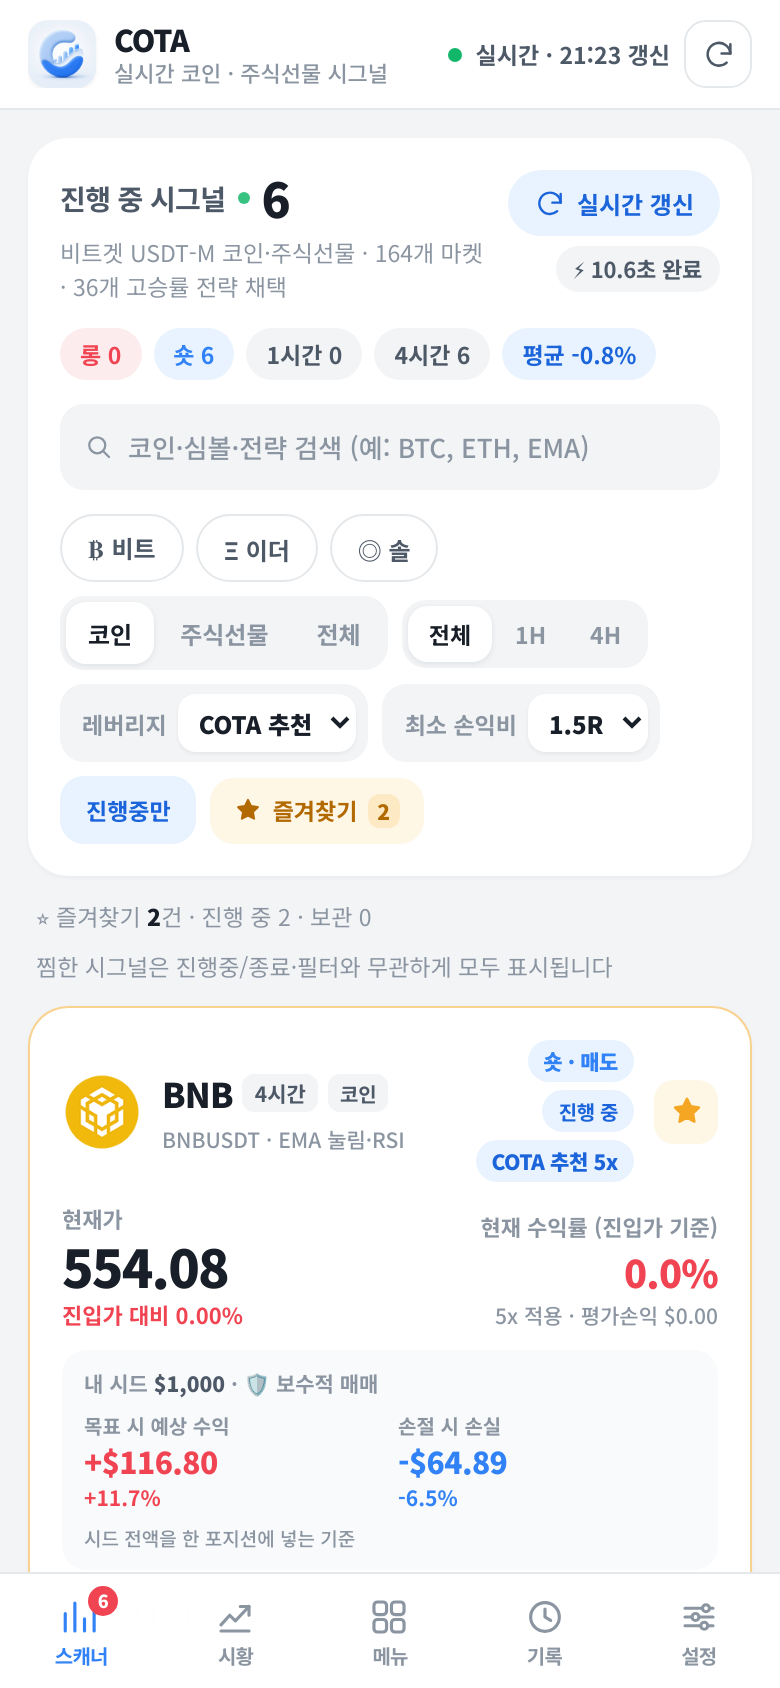 COTA
실시간 코인 · 주식선물 시그널
실시간 · 21:23 갱신
진행 중 시그널 6
실시간 갱신
비트겟 USDT-M 코인·주식선물 · 164개 마켓
· 36개 고승률 전략 채택
⚡ 10.6초 완료
롱 0
숏 6
1시간 0
4시간 6
평균 -0.8%
코인·심볼·전략 검색 (예: BTC, ETH, EMA)
₿ 비트
Ξ 이더
◎ 솔
코인
주식선물
전체
전체
1H
4H
레버리지
COTA 추천
최소 손익비
1.5R
진행중만
★ 즐겨찾기 2
⭐ 즐겨찾기 2건 · 진행 중 2 · 보관 0
찜한 시그널은 진행중/종료·필터와 무관하게 모두 표시됩니다
BNB
4시간
코인
BNBUSDT · EMA 눌림·RSI
숏 · 매도
진행 중
COTA 추천 5x
현재가
554.08
진입가 대비 0.00%
현재 수익률 (진입가 기준)
0.0%
5x 적용 · 평가손익 $0.00
내 시드 $1,000 · 🛡️ 보수적 매매
목표 시 예상 수익
+$116.80
+11.7%
손절 시 손실
-$64.89
-6.5%
시드 전액을 한 포지션에 넣는 기준
6
스캐너
시황
메뉴
기록
설정